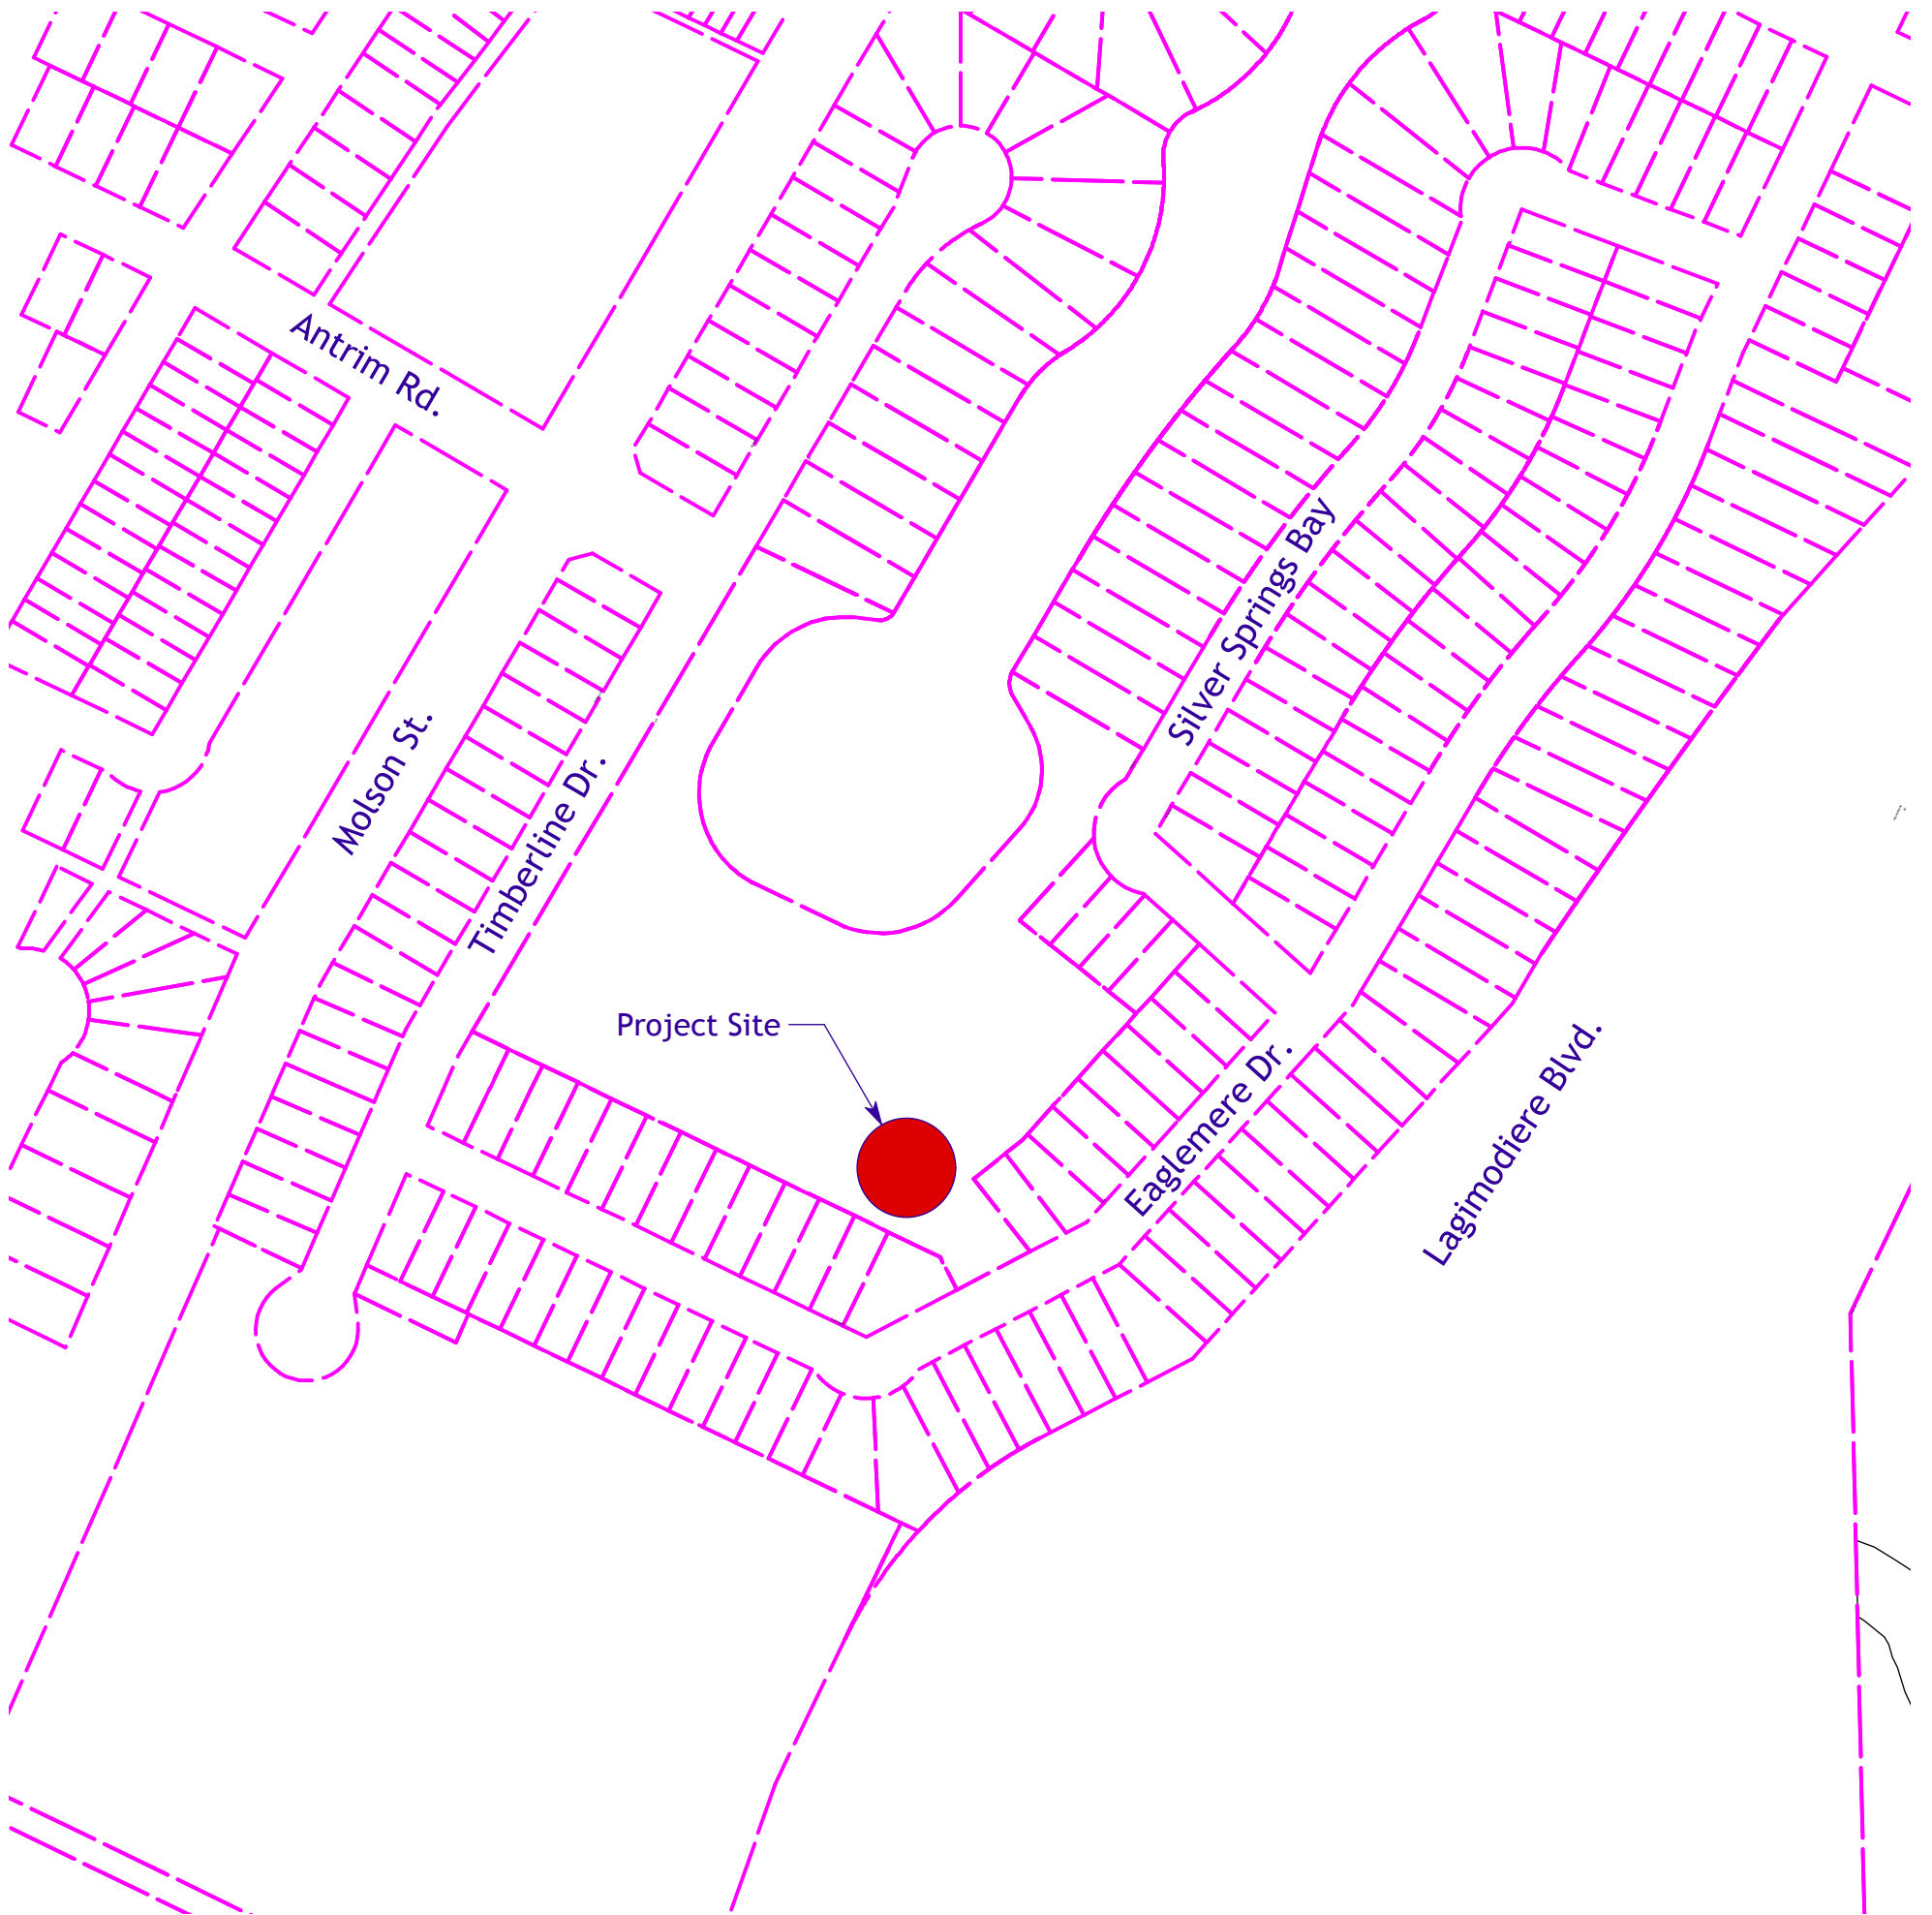 Antrim Rd.
Silver Springs Bay
Molson St.
Timberline Dr.
Project Site
Eaglemere Dr.
Lagimodiere Blvd.